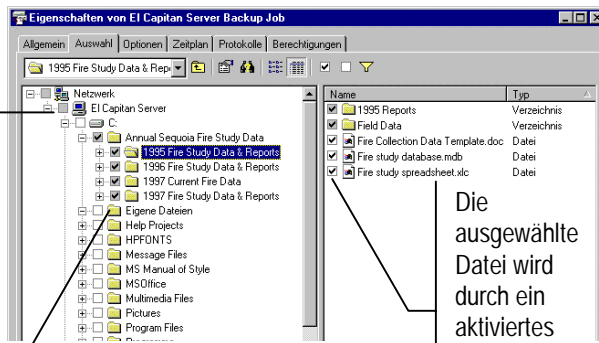 Eigenschaften von El Capitan Server Backup Job
Allgemein Auswahl Optionen Zeitplan Protokolle Berechtigungen
1995 Fire Study Data & Rep
Netzwerk
El Capitan Server
C:
Annual Sequoia Fire Study Data
1995 Fire Study Data & Reports
1996 Fire Study Data & Reports
1997 Current Fire Data
1997 Fire Study Data & Reports
Eigene Dateien
Help Projects
HPFONTS
Message Files
MS Manual of Style
MSOffice
Multimedia Files
Pictures
Program Files
Programme
Name Typ
1995 Reports Verzeichnis
Field Data Verzeichnis
Fire Collection Data Template.doc Datei
Fire study database.mdb Datei
Fire study spreadsheet.xlc Datei
Die
ausgewählte
Datei wird
durch ein
aktiviertes